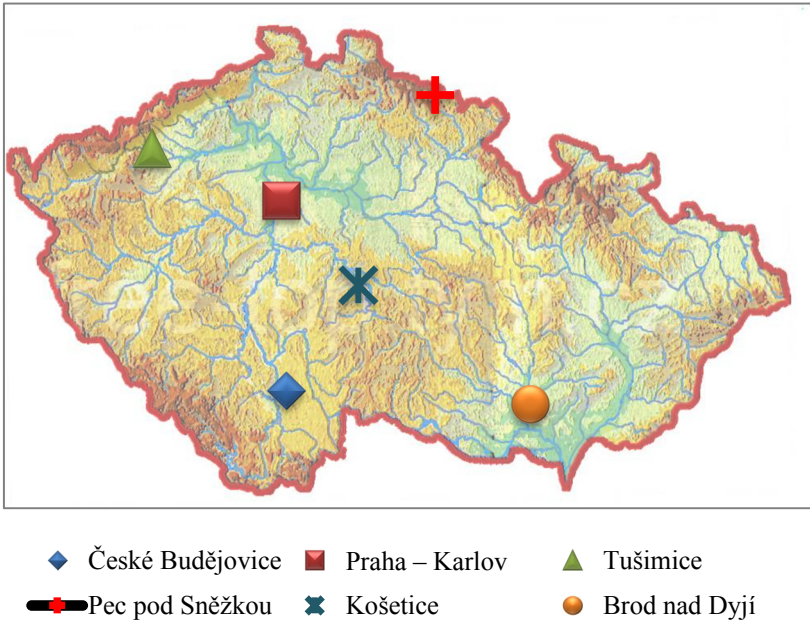 České Budějovice Praha – Karlov Tušimice
Pec pod Sněžkou Košetice Brod nad Dyjí